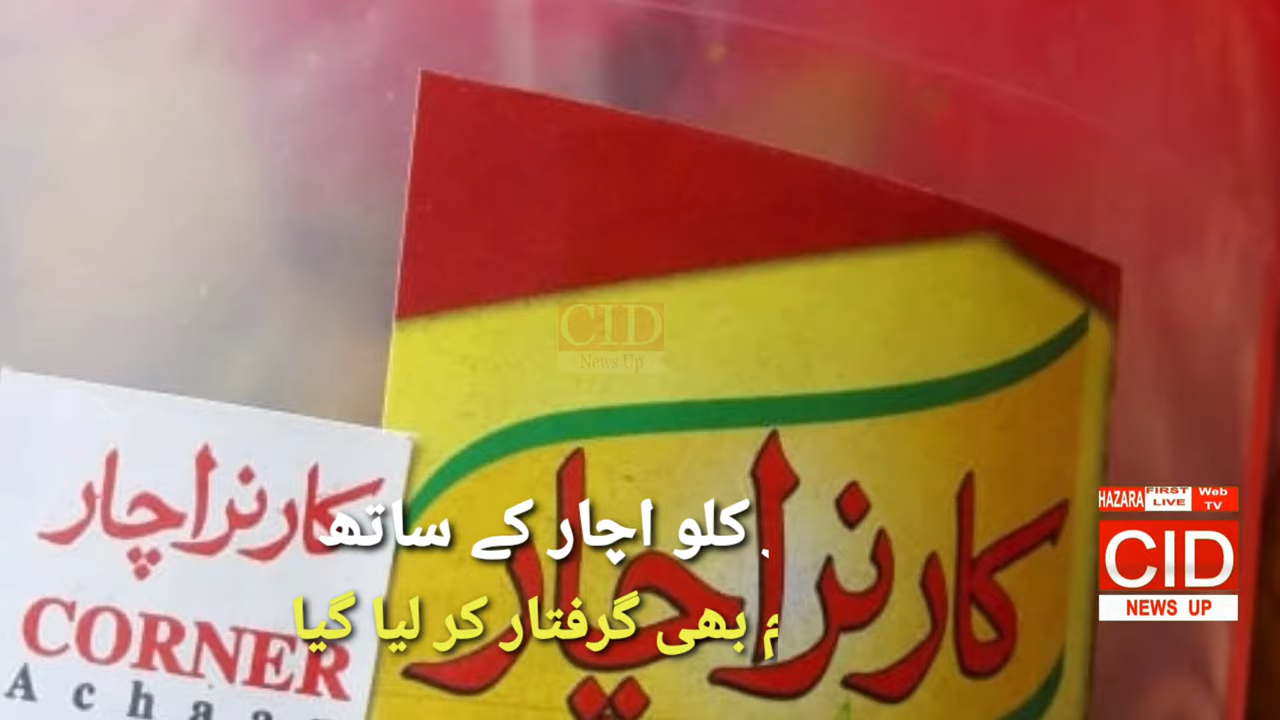 CID
News Up
کارنر اچار
CORNER
کارنر اچار
کلو اچار کے ساتھ
بھی گرفتار کر لیا گیا
HAZARA FIRST LIVE Web TV
CID
NEWS UP